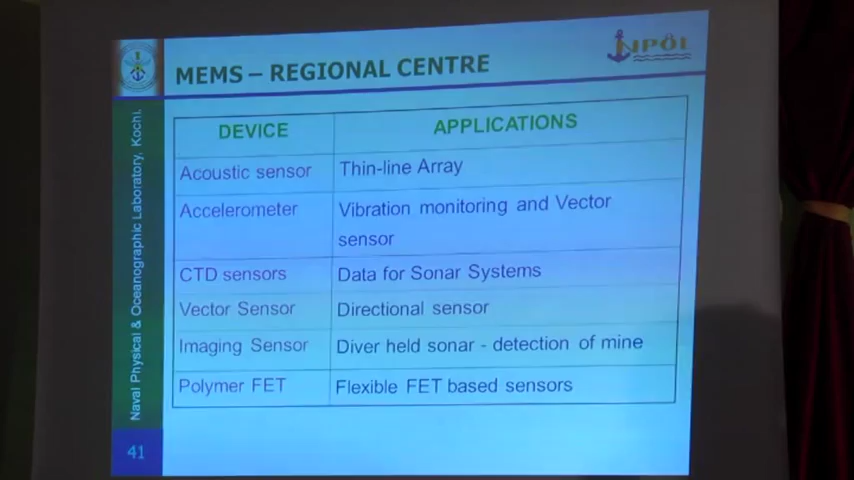 MEMS – REGIONAL CENTRE
NPOL
Naval Physical & Oceanographic Laboratory, Kochi.
DEVICE APPLICATIONS
Acoustic sensor Thin-line Array
Accelerometer Vibration monitoring and Vector
sensor
CTD sensors Data for Sonar Systems
Vector Sensor Directional sensor
Imaging Sensor Diver held sonar - detection of mine
Polymer FET Flexible FET based sensors
41